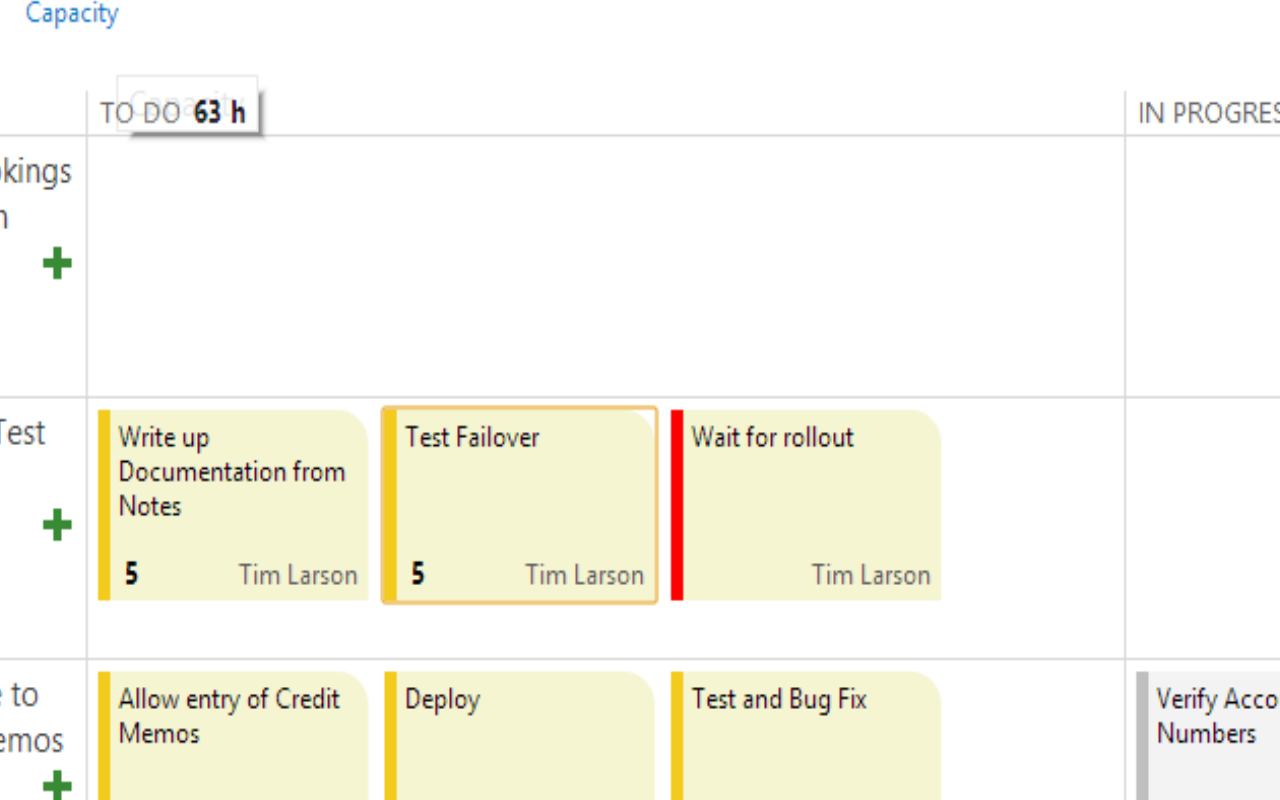 Capacity
Capacity
TO DO 63 h
IN PROGRES
okings
n
Test
Write up
Documentation from
Notes
5 Tim Larson
Test Failover
5 Tim Larson
Wait for rollout
Tim Larson
e to
emos
Allow entry of Credit
Memos
Deploy
Test and Bug Fix
Verify Acco
Numbers